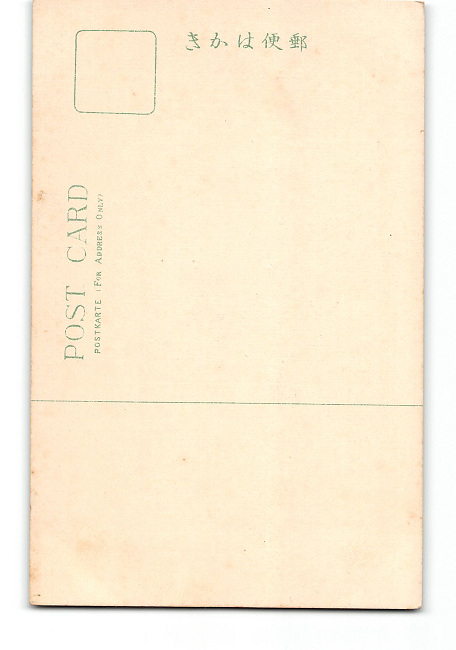 郵便はかき
POST CARD
POSTKARTE (FOR ADDRESS ONLY)